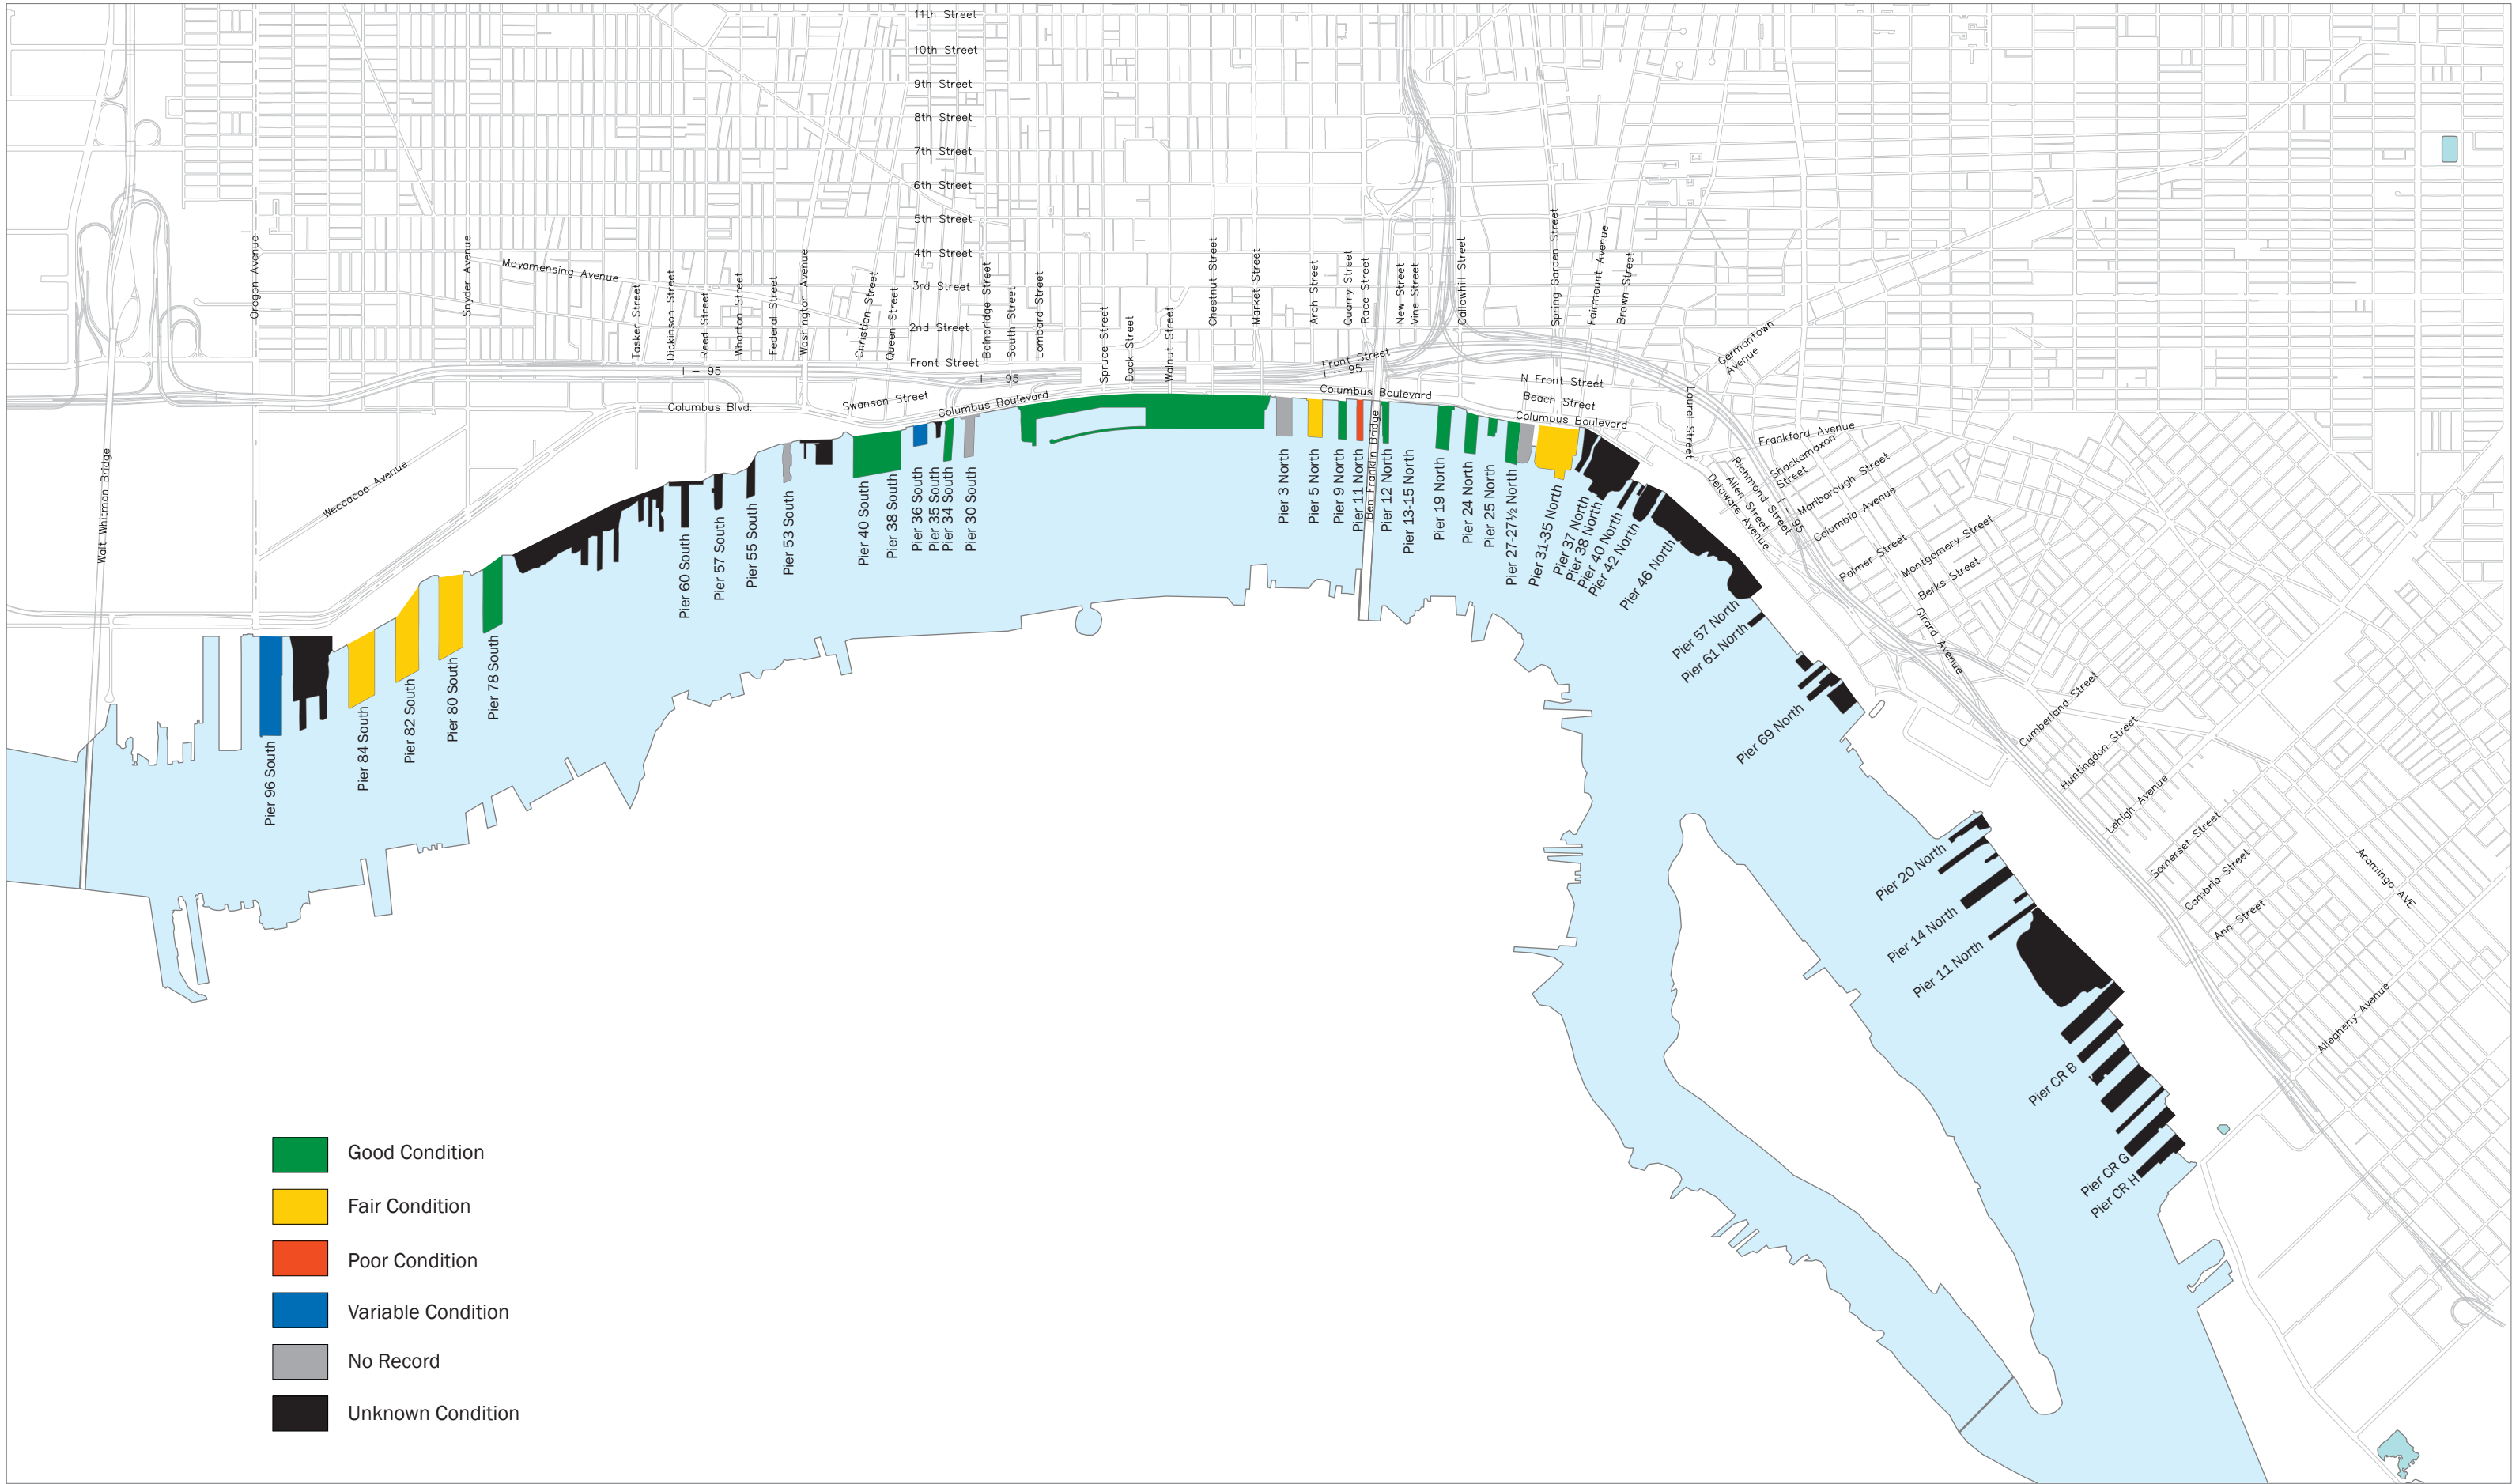 11th Street
10th Street
9th Street
8th Street
7th Street
6th Street
5th Street
4th Street
3rd Street
2nd Street
Front Street
Oregon Avenue
Snyder Avenue
Moyamensing Avenue
Tasker Street
Dickinson Street
Reed Street
Wharton Street
Federal Street
Washington Avenue
Christian Street
Queen Street
Bainbridge Street
South Street
Lombard Street
Spruce Street
Dock Street
Walnut Street
Chestnut Street
Market Street
Arch Street
Quarry Street
Race Street
New Street
Vine Street
Callowhill Street
Spring Garden Street
Fairmount Avenue
Brown Street
Germantown
Avenue
I - 95
I - 95
Front Street
I - 95
Columbus Blvd.
Swanson Street
Columbus Boulevard
Columbus Boulevard
N Front Street
Beach Street
Columbus Boulevard
Laurel Street
Frankford Avenue
Shackamaxon
Street
Marlborough Street
Columbia Avenue
Richmond Street
Allen Street
Delaware Avenue
I - 95
Palmer Street
Montgomery Street
Berks Street
Girard Avenue
Cumberland Street
Huntingdon Street
Lehigh Avenue
Somerset Street
Cambria Street
Ann Street
Aramingo AVE
Allegheny Avenue
Weccacoe Avenue
Walt Whitman Bridge
Ben Franklin Bridge
Pier 96 South
Pier 84 South
Pier 82 South
Pier 80 South
Pier 78 South
Pier 60 South
Pier 57 South
Pier 55 South
Pier 53 South
Pier 40 South
Pier 38 South
Pier 36 South
Pier 35 South
Pier 34 South
Pier 30 South
Pier 3 North
Pier 5 North
Pier 9 North
Pier 11 North
Pier 12 North
Pier 13-15 North
Pier 19 North
Pier 24 North
Pier 25 North
Pier 27-27½ North
Pier 31-35 North
Pier 37 North
Pier 38 North
Pier 40 North
Pier 42 North
Pier 46 North
Pier 57 North
Pier 61 North
Pier 69 North
Pier 20 North
Pier 14 North
Pier 11 North
Pier CR B
Pier CR G
Pier CR H
Good Condition
Fair Condition
Poor Condition
Variable Condition
No Record
Unknown Condition